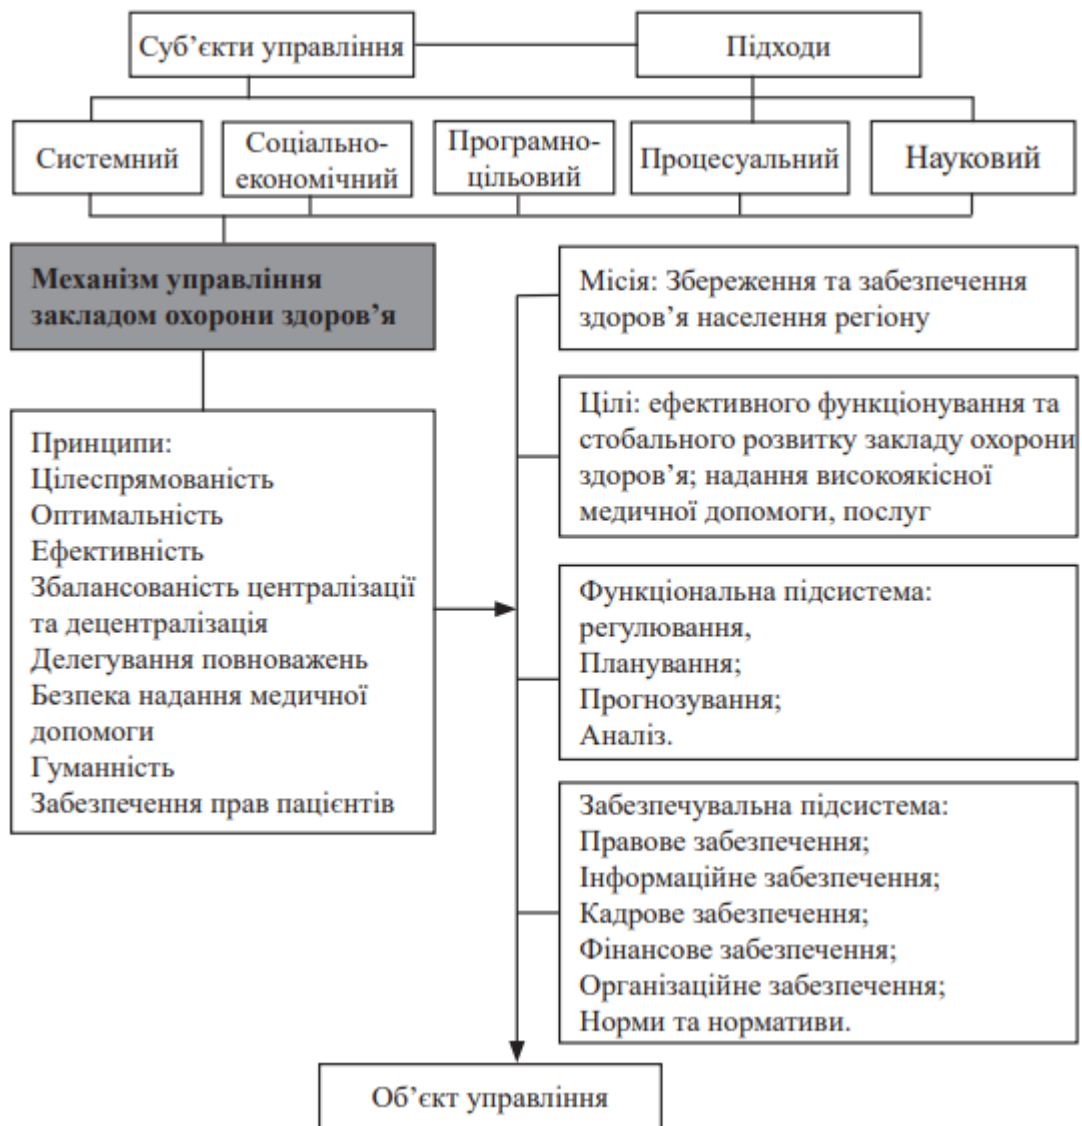 Суб’єкти управління
Підходи
Системний
Соціально-
економічний
Програмно-
цільовий
Процесуальний
Науковий
Механізм управління
закладом охорони здоров’я
Принципи:
Цілеспрямованість
Оптимальність
Ефективність
Збалансованість централізації
та децентралізація
Делегування повноважень
Безпека надання медичної
допомоги
Гуманність
Забезпечення прав пацієнтів
Місія: Збереження та забезпечення
здоров’я населення регіону
Цілі: ефективного функціонування та
стобального розвитку закладу охорони
здоров’я; надання високоякісної
медичної допомоги, послуг
Функціональна підсистема:
регулювання,
Планування;
Прогнозування;
Аналіз.
Забезпечувальна підсистема:
Правове забезпечення;
Інформаційне забезпечення;
Кадрове забезпечення;
Фінансове забезпечення;
Організаційне забезпечення;
Норми та нормативи.
Об’єкт управління